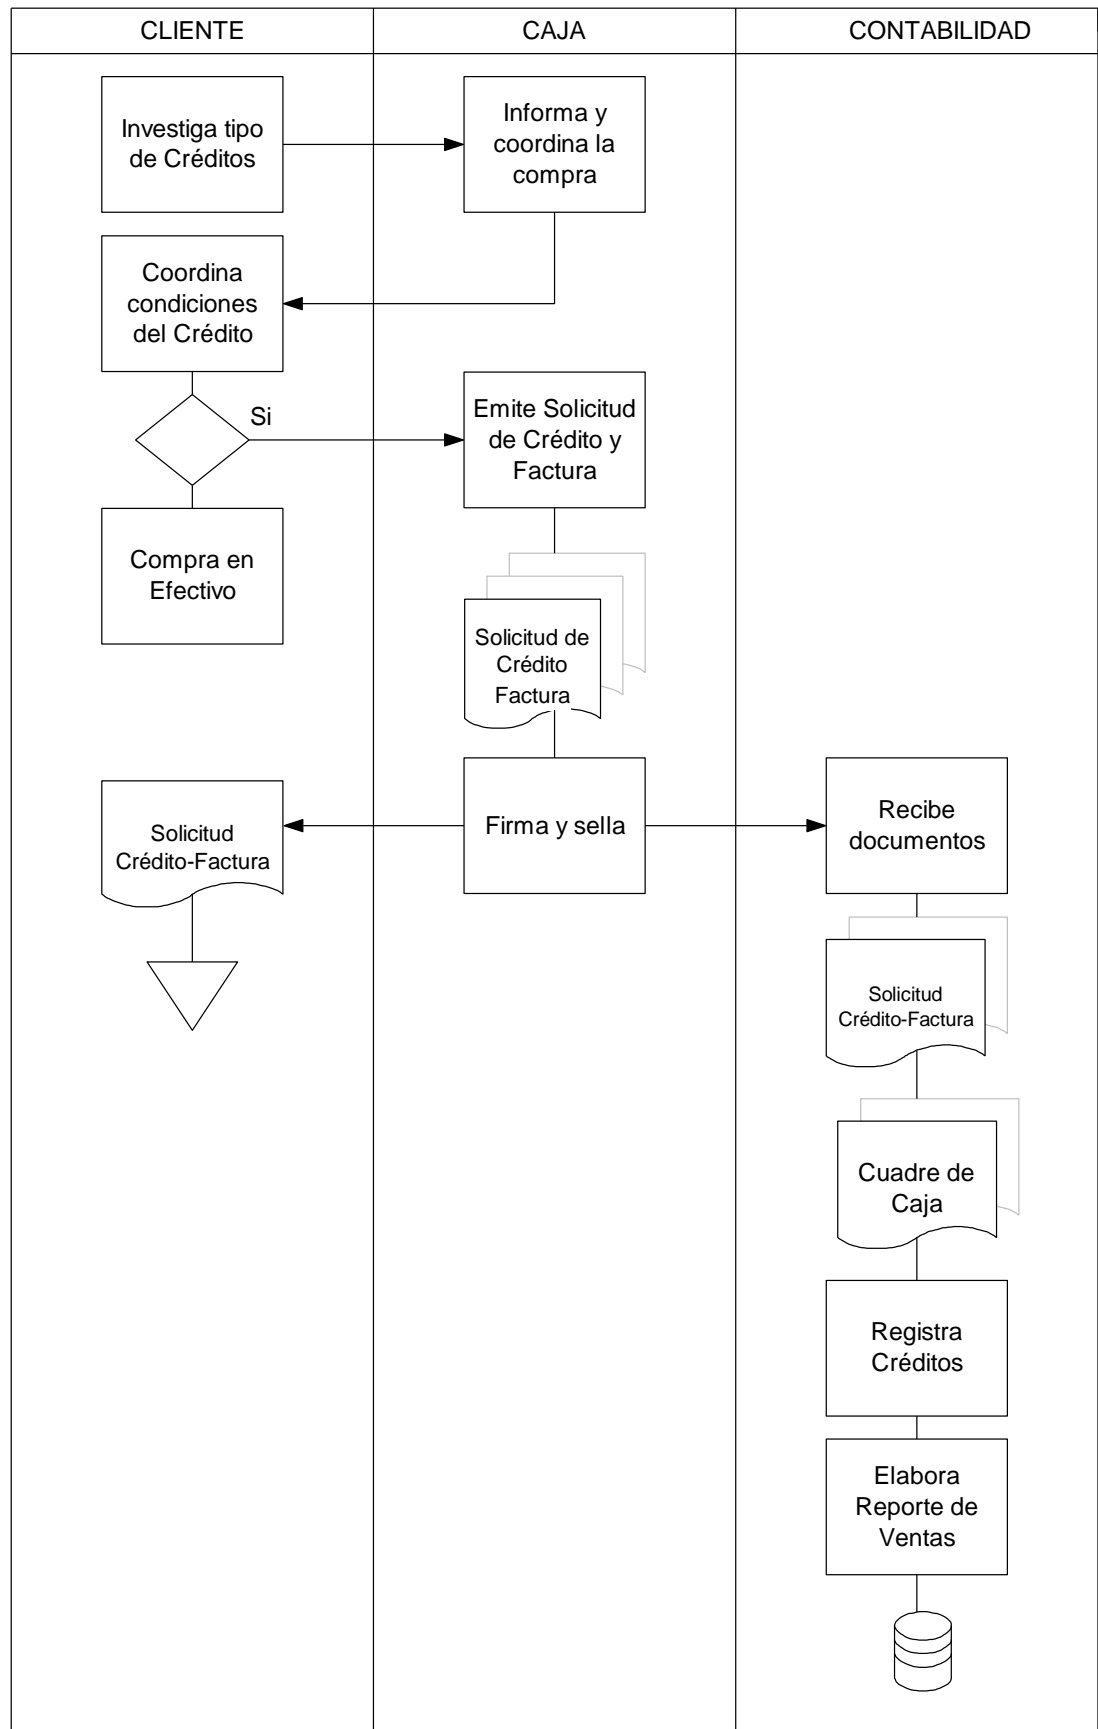 CLIENTE
CAJA
CONTABILIDAD
Investiga tipo
de Créditos
Informa y
coordina la
compra
Coordina
condiciones
del Crédito
Si
Emite Solicitud
de Crédito y
Factura
Compra en
Efectivo
Solicitud de
Crédito
Factura
Solicitud
Crédito-Factura
Firma y sella
Recibe
documentos
Solicitud
Crédito-Factura
Cuadre de
Caja
Registra
Créditos
Elabora
Reporte de
Ventas